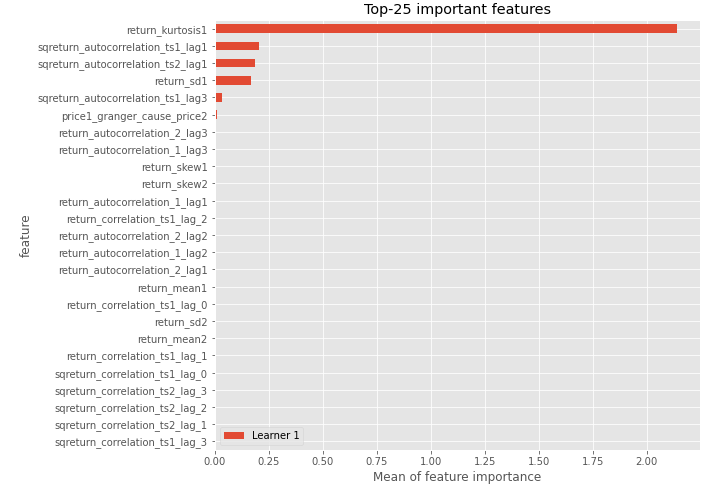 Top-25 important features
return_kurtosis1
sqreturn_autocorrelation_ts1_lag1
sqreturn_autocorrelation_ts2_lag1
return_sd1
sqreturn_autocorrelation_ts1_lag3
price1_granger_cause_price2
return_autocorrelation_2_lag3
return_autocorrelation_1_lag3
return_skew1
return_skew2
return_autocorrelation_1_lag1
return_correlation_ts1_lag_2
return_autocorrelation_2_lag2
return_autocorrelation_1_lag2
return_autocorrelation_2_lag1
return_mean1
return_correlation_ts1_lag_0
return_sd2
return_mean2
return_correlation_ts1_lag_1
sqreturn_correlation_ts1_lag_0
sqreturn_correlation_ts2_lag_3
sqreturn_correlation_ts2_lag_2
sqreturn_correlation_ts2_lag_1
sqreturn_correlation_ts1_lag_3
feature
Learner 1
0.00 0.25 0.50 0.75 1.00 1.25 1.50 1.75 2.00
Mean of feature importance